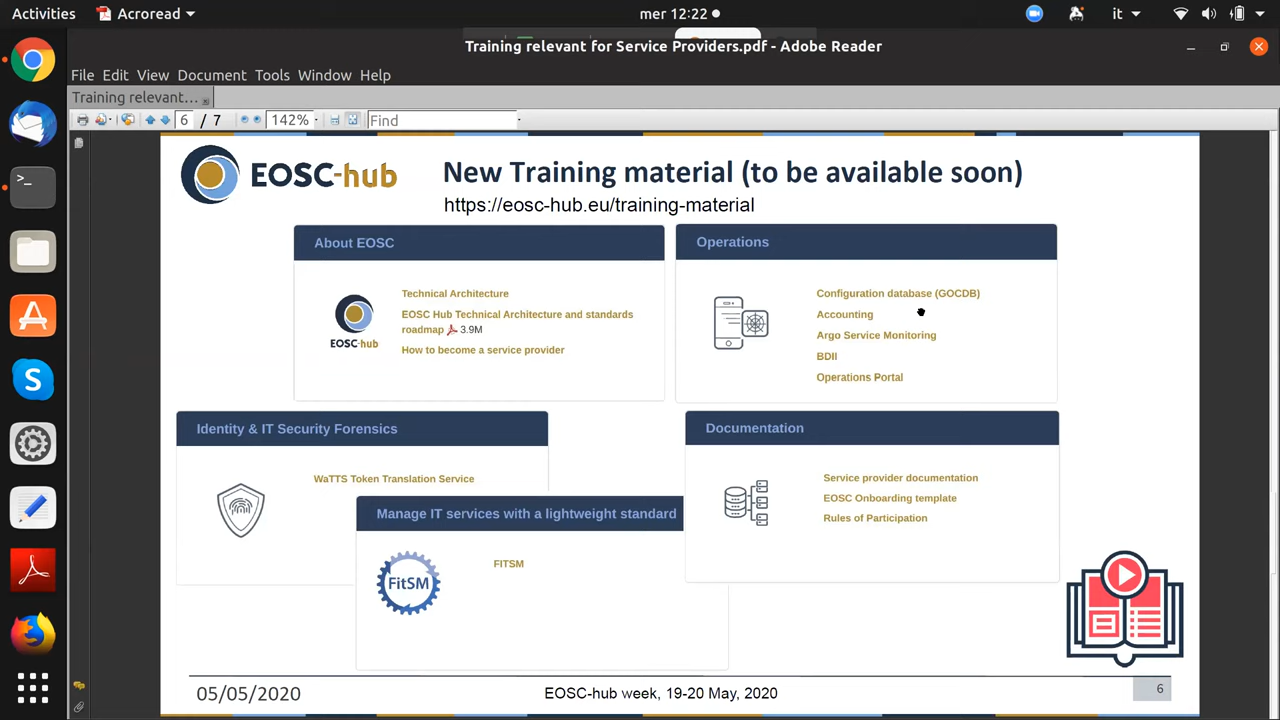 Activities
Acroread
mer 12:22
it
Training relevant for Service Providers.pdf - Adobe Reader
File Edit View Document Tools Window Help
Training relevant…
6 / 7
142%
Find
EOSC-hub
New Training material (to be available soon)
https://eosc-hub.eu/training-material
About EOSC
EOSC-hub
Technical Architecture
EOSC Hub Technical Architecture and standards
roadmap 3.9M
How to become a service provider
Operations
Configuration database (GOCDB)
Accounting
Argo Service Monitoring
BDII
Operations Portal
Identity & IT Security Forensics
WaTTS Token Translation Service
Manage IT services with a lightweight standard
FitSM
FITSM
Documentation
Service provider documentation
EOSC Onboarding template
Rules of Participation
05/05/2020
EOSC-hub week, 19-20 May, 2020
6